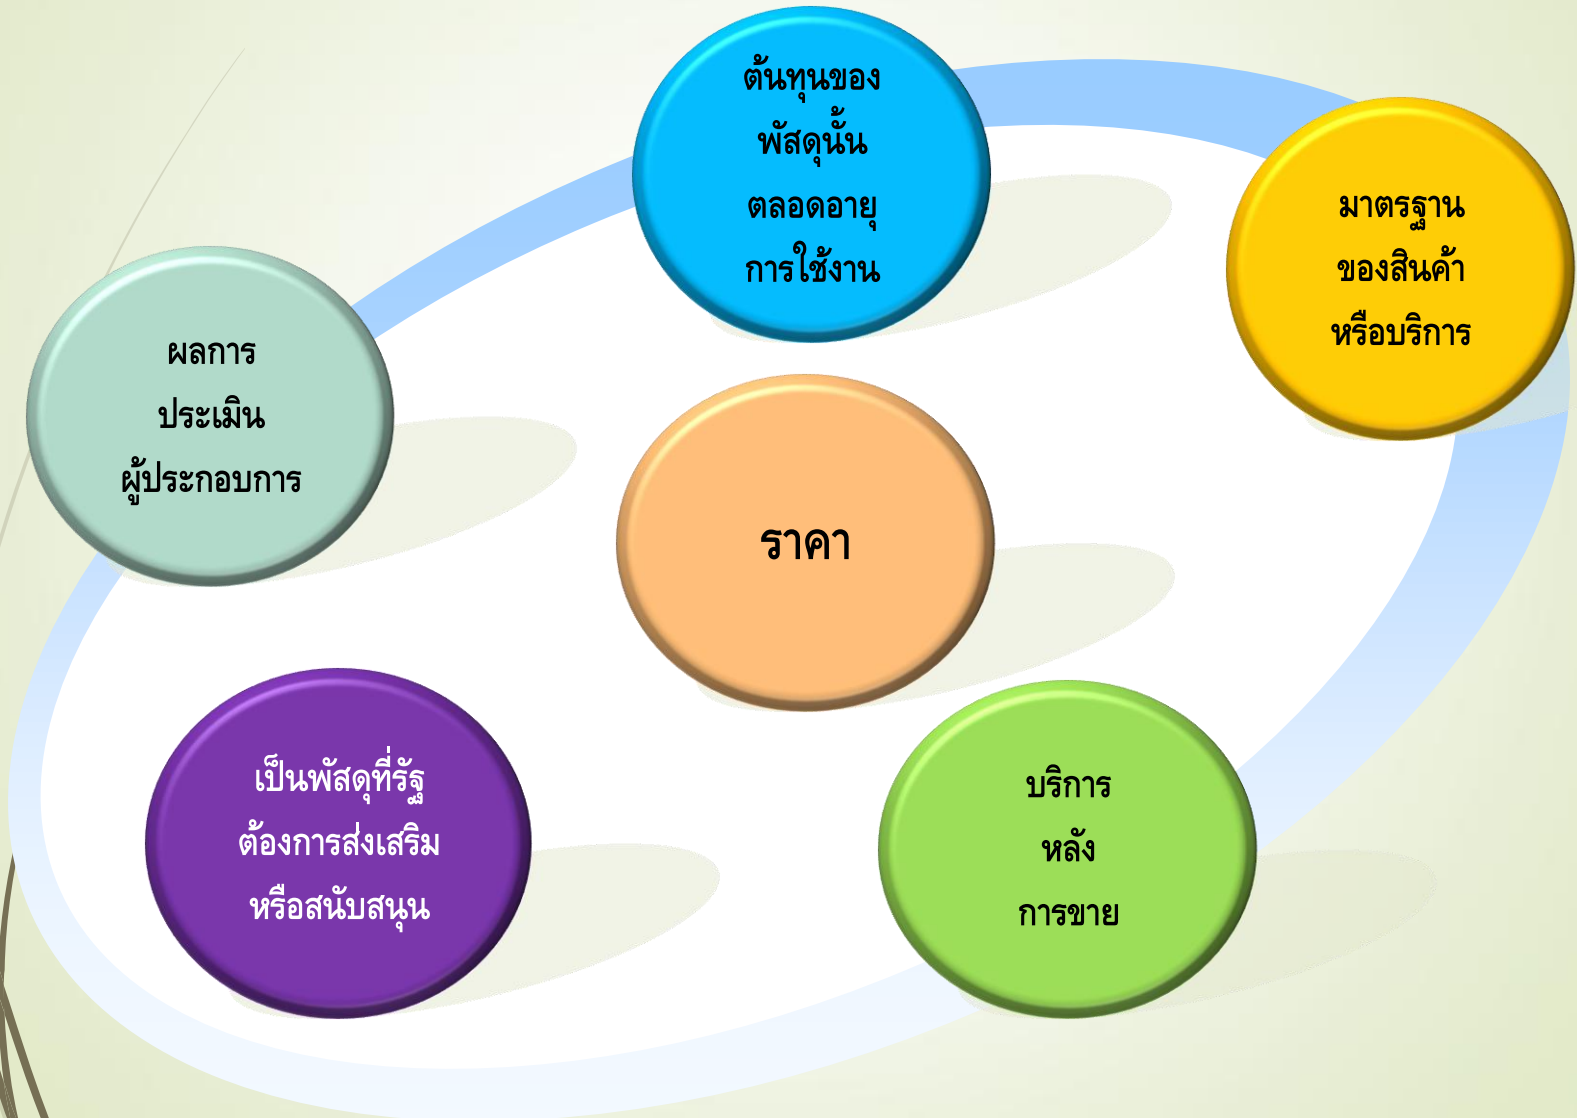 ต้นทุนของ
พัสดุนั้น
ตลอดอายุ
การใช้งาน
มาตรฐาน
ของสินค้า
หรือบริการ
ผลการ
ประเมิน
ผู้ประกอบการ
ราคา
เป็นพัสดุที่รัฐ
ต้องการส่งเสริม
หรือสนับสนุน
บริการ
หลัง
การขาย